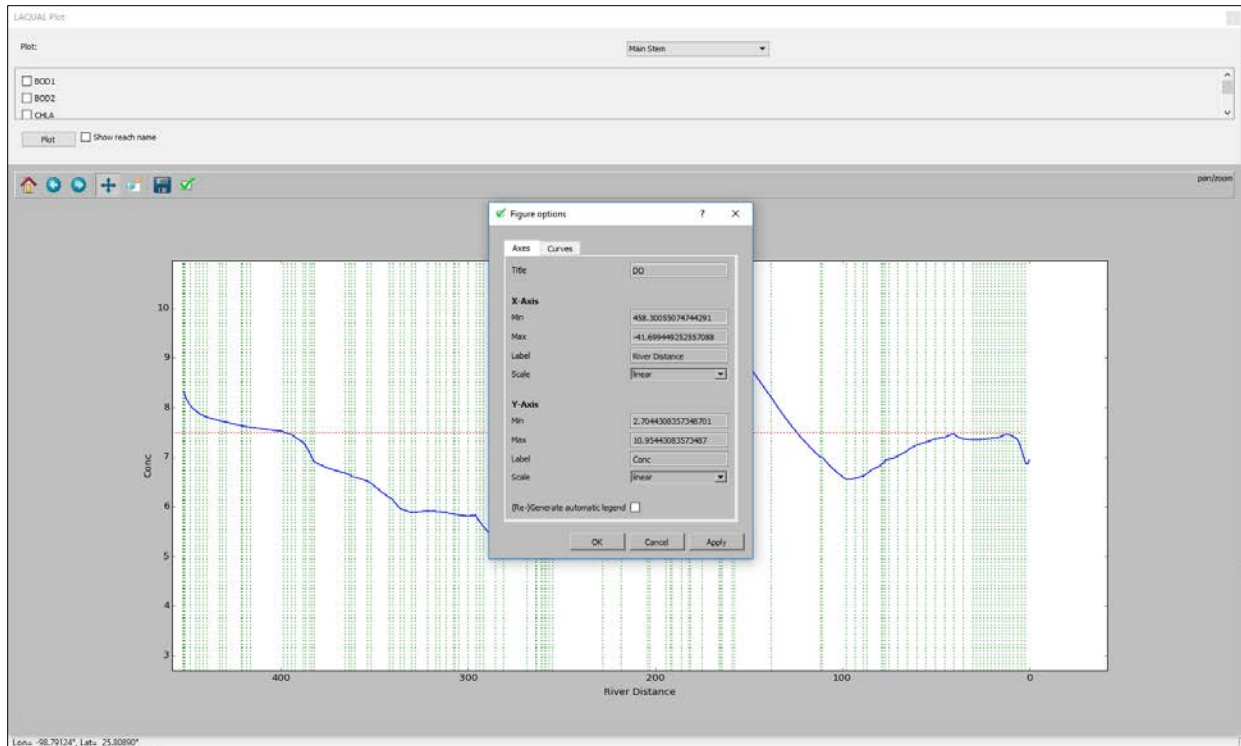 LAQUAL Plot
Plot:
Main Stem
BOD1
BOD2
CHLA
Plot
Show reach name
pan/zoom
Figure options
?
X
Axes
Curves
Title
DO
X-Axis
Min
458.30055074744291
Max
-41.699449252557088
Label
River Distance
Scale
linear
Y-Axis
Min
2.7044308357348701
Max
10.95443083573487
Label
Conc
Scale
linear
(Re-)Generate automatic legend
OK
Cancel
Apply
10
9
8
7
6
5
4
3
Conc
400
300
200
100
0
River Distance
Lon= -98.79124°, Lat= 25.80890°